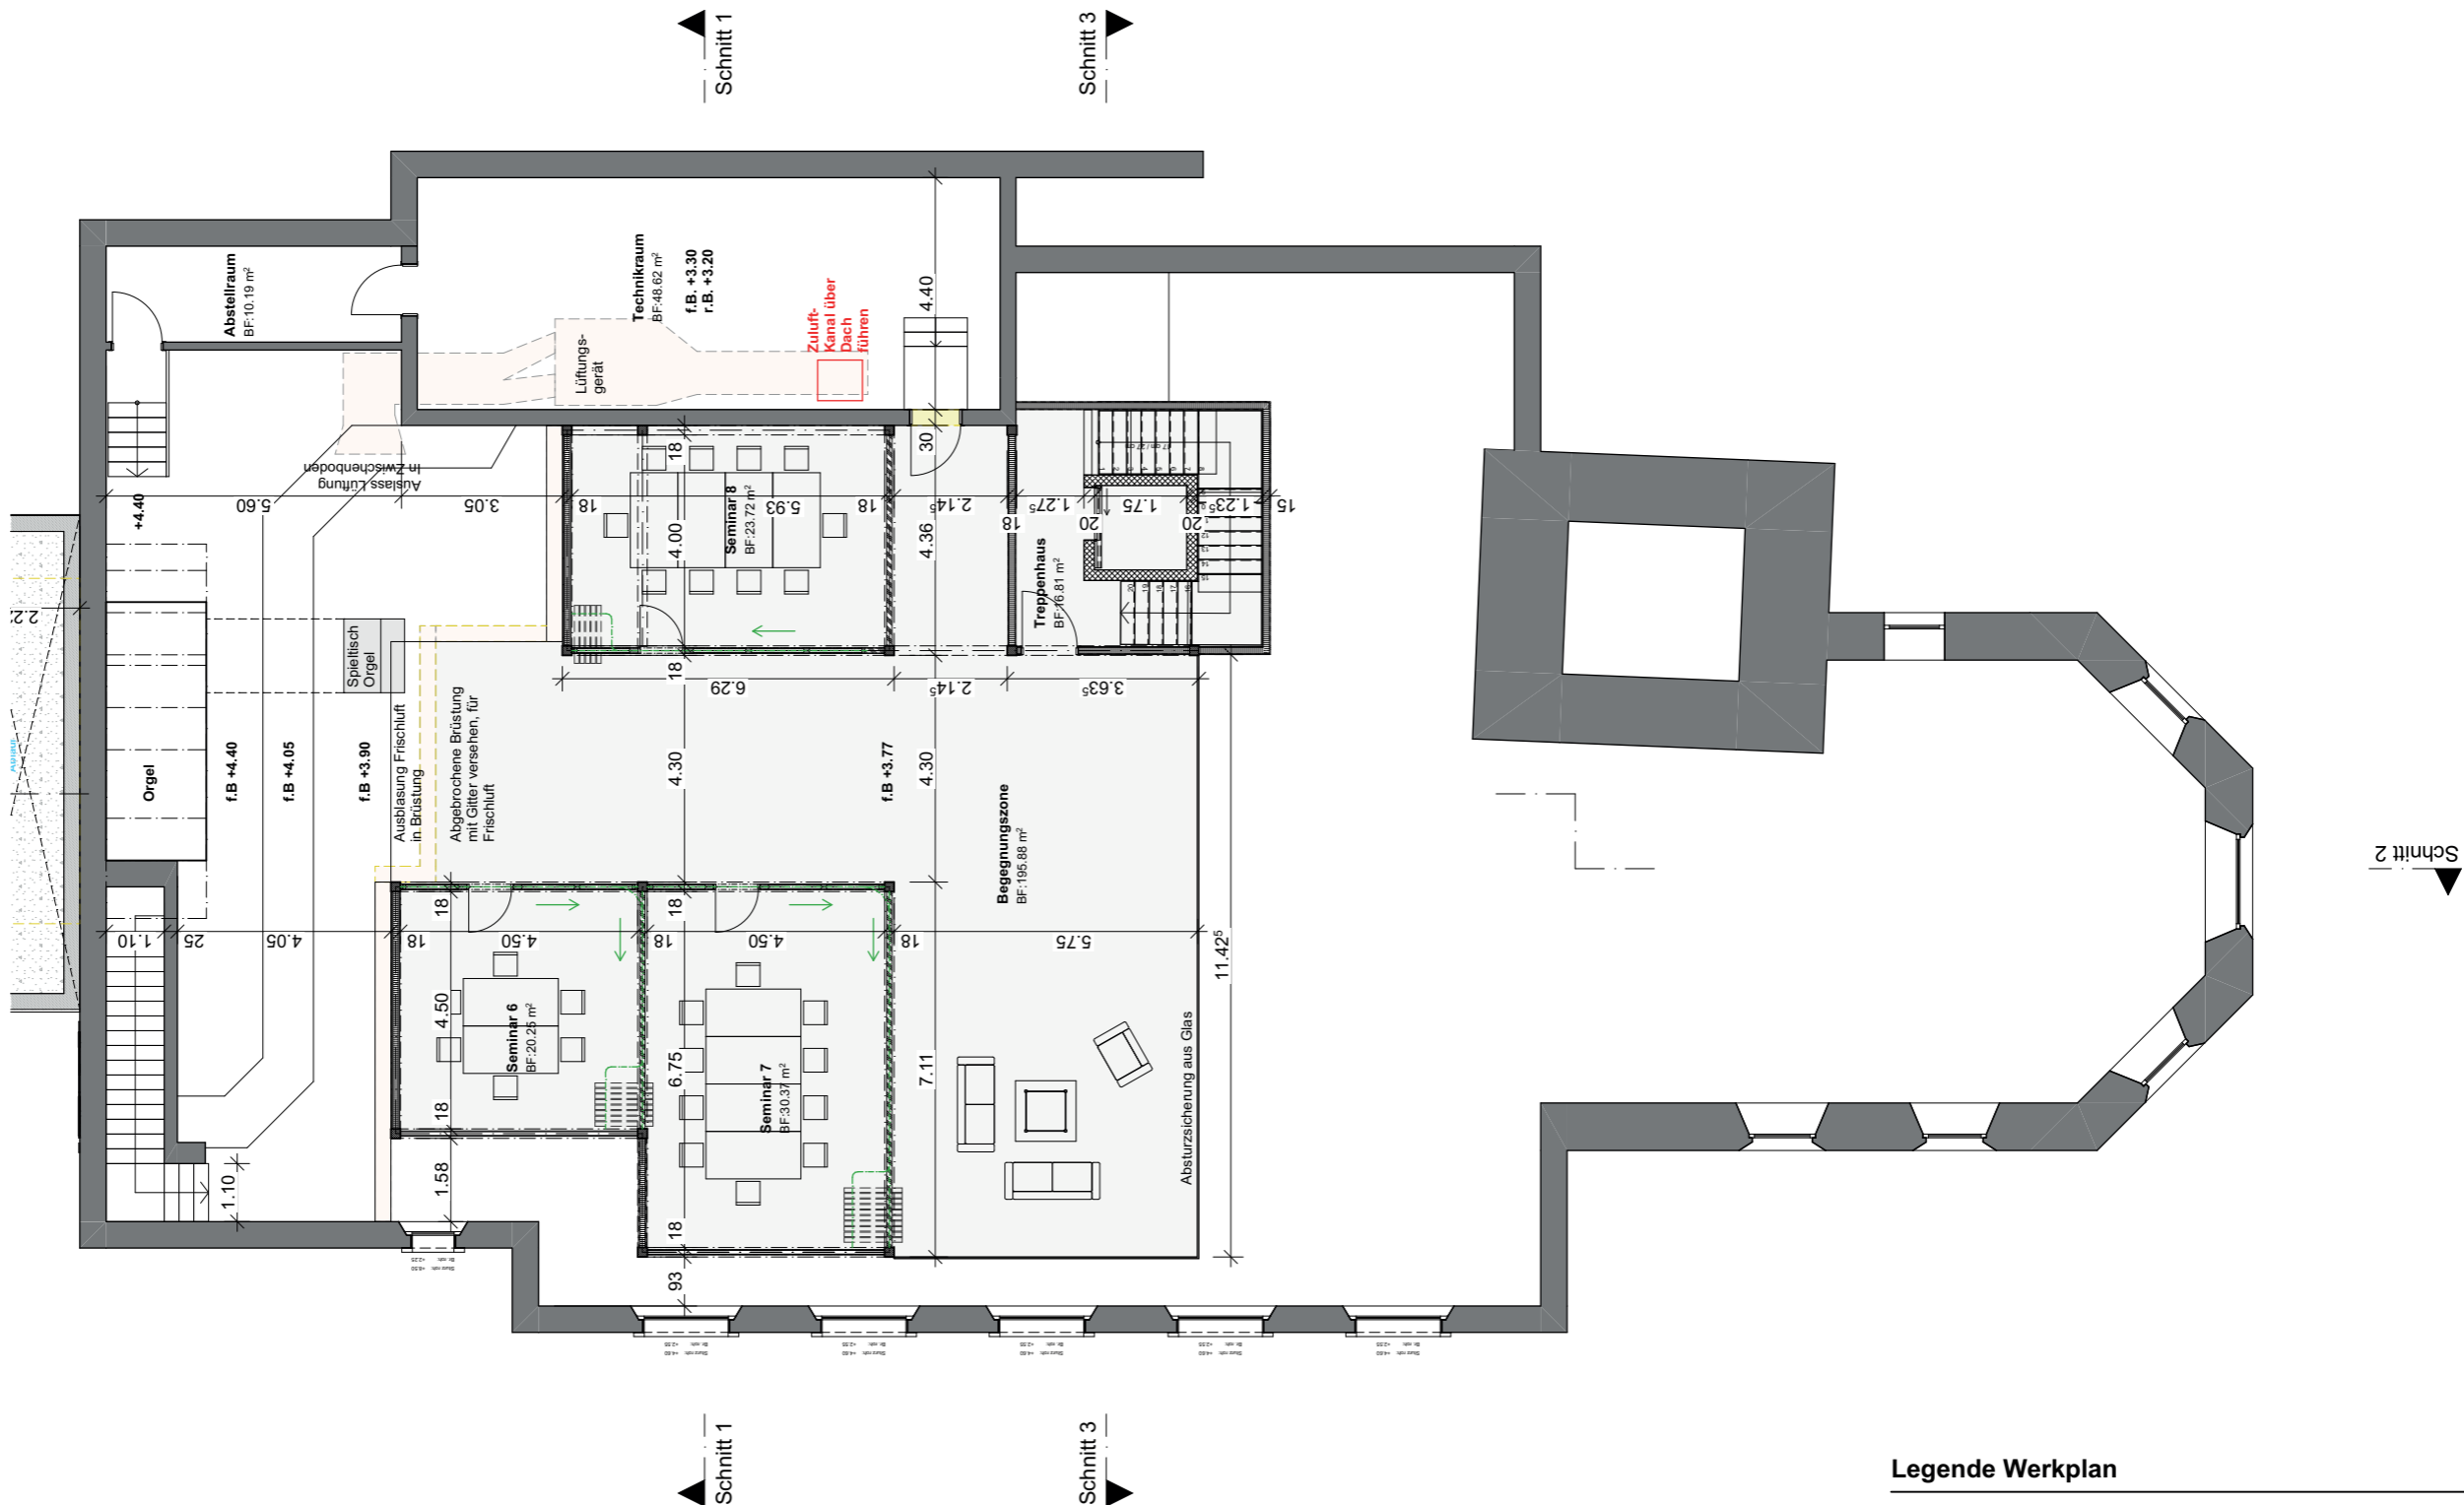 Schnitt 1
Schnitt 3
Abstellraum
BF:10.19 m²
Technikraum
BF:48.62 m²
f.B. +3.30
r.B. +3.20
Zuluft-
Kanal über
Dach
führen
4.40
Lüftungs-
gerät
Auslass Lüftung
In Zwischenboden
+4.40
5.60
3.05
18
18
5.93
18
30
2.14⁵
18
1.27⁵
20
1.75
20
1.23⁵
15
4.00
Seminar 8
BF:23.72 m²
4.36
Treppenhaus
BF:16.81 m²
2.2
Spieltisch
Orgel
18
6.29
2.14⁵
3.63⁵
Orgel
f.B +4.40
f.B +4.05
f.B +3.90
Ausblasung Frischluft
in Brüstung
Abgebrochene Brüstung
mit Gitter versehen, für
Frischluft
4.30
f.B +3.77
4.30
Begegnungszone
BF:195.88 m²
Schnitt 2
1.10
25
4.05
18
18
4.50
18
18
4.50
18
5.75
11.42⁵
4.50
Seminar 6
BF:20.25 m²
6.75
Seminar 7
BF:30.37 m²
7.11
Absturzsicherung aus Glas
18
1.10
1.58
18
93
Schnitt 1
Schnitt 3
Legende Werkplan